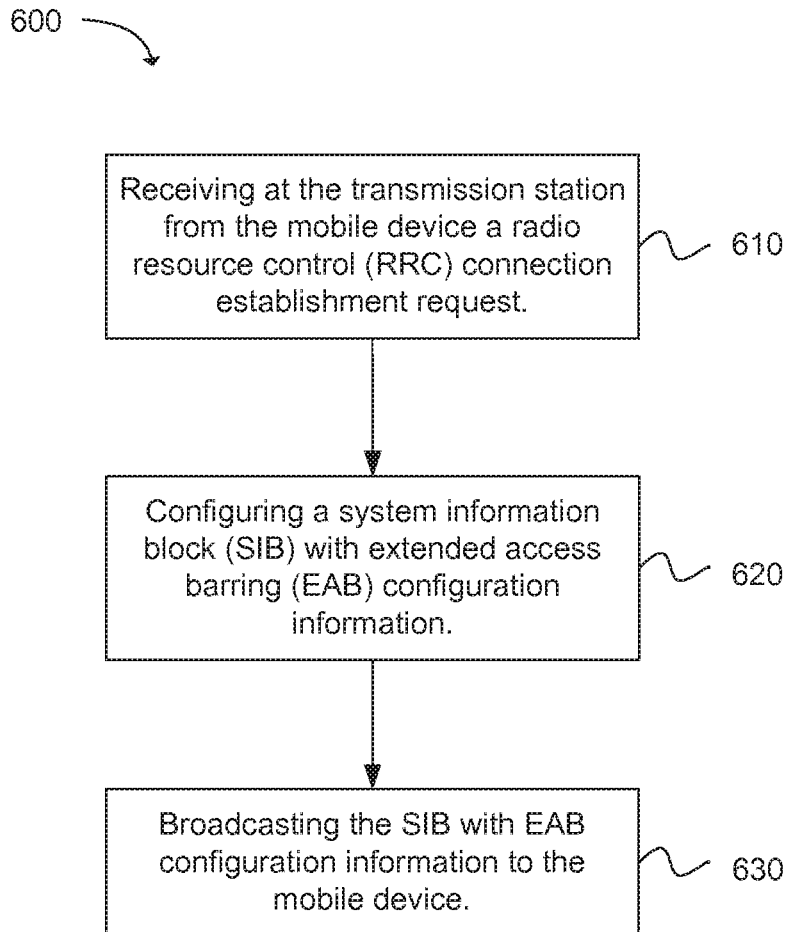 600
Receiving at the transmission station
from the mobile device a radio
resource control (RRC) connection
establishment request.
610
Configuring a system information
block (SIB) with extended access
barring (EAB) configuration
information.
620
Broadcasting the SIB with EAB
configuration information to the
mobile device.
630